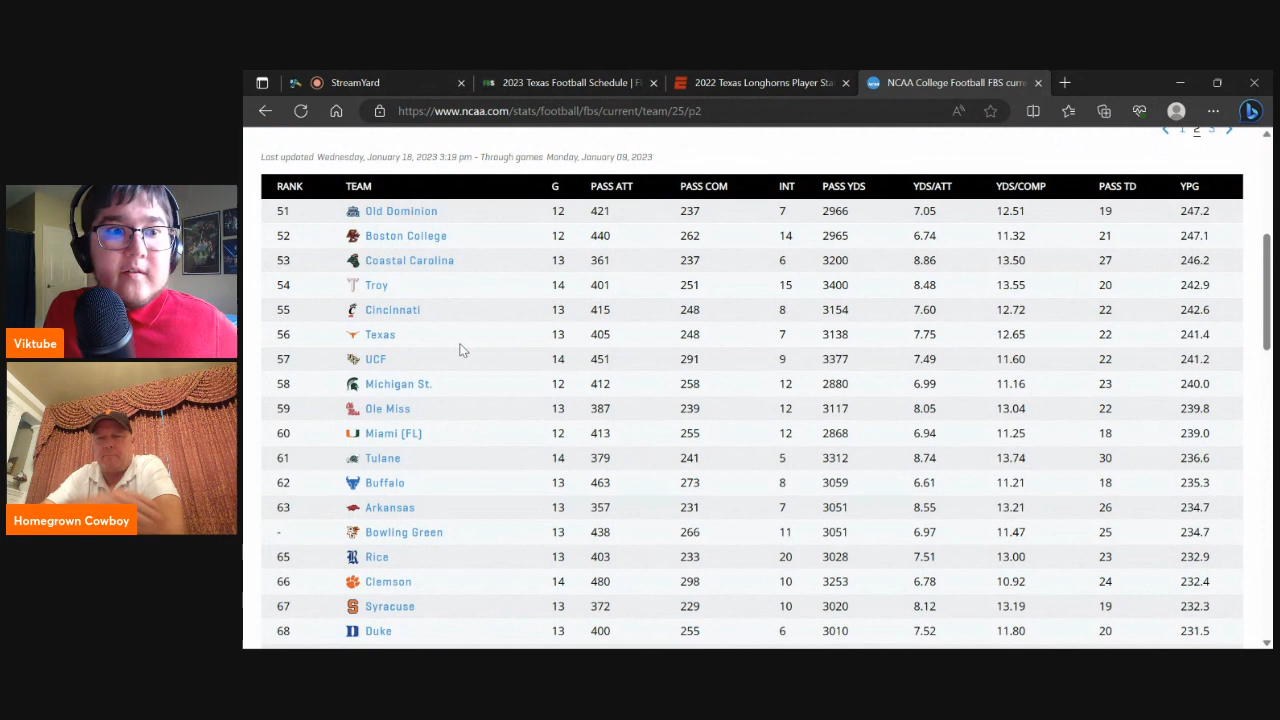 StreamYard
2023 Texas Football Schedule | F
2022 Texas Longhorns Player Sta
NCAA College Football FBS curr
https://www.ncaa.com/stats/football/fbs/current/team/25/p2
1 2 3
Last updated Wednesday, January 18, 2023 3:19 pm - Through games Monday, January 09, 2023
RANK TEAM G PASS ATT PASS COM INT PASS YDS YDS/ATT YDS/COMP PASS TD YPG
51 Old Dominion 12 421 237 7 2966 7.05 12.51 19 247.2
52 Boston College 12 440 262 14 2965 6.74 11.32 21 247.1
53 Coastal Carolina 13 361 237 6 3200 8.86 13.50 27 246.2
54 Troy 14 401 251 15 3400 8.48 13.55 20 242.9
55 Cincinnati 13 415 248 8 3154 7.60 12.72 22 242.6
56 Texas 13 405 248 7 3138 7.75 12.65 22 241.4
57 UCF 14 451 291 9 3377 7.49 11.60 22 241.2
58 Michigan St. 12 412 258 12 2880 6.99 11.16 23 240.0
59 Ole Miss 13 387 239 12 3117 8.05 13.04 22 239.8
60 Miami (FL) 12 413 255 12 2868 6.94 11.25 18 239.0
61 Tulane 14 379 241 5 3312 8.74 13.74 30 236.6
62 Buffalo 13 463 273 8 3059 6.61 11.21 18 235.3
63 Arkansas 13 357 231 7 3051 8.55 13.21 26 234.7
- Bowling Green 13 438 266 11 3051 6.97 11.47 25 234.7
65 Rice 13 403 233 20 3028 7.51 13.00 23 232.9
66 Clemson 14 480 298 10 3253 6.78 10.92 24 232.4
67 Syracuse 13 372 229 10 3020 8.12 13.19 19 232.3
68 Duke 13 400 255 6 3010 7.52 11.80 20 231.5
Viktube
Homegrown Cowboy